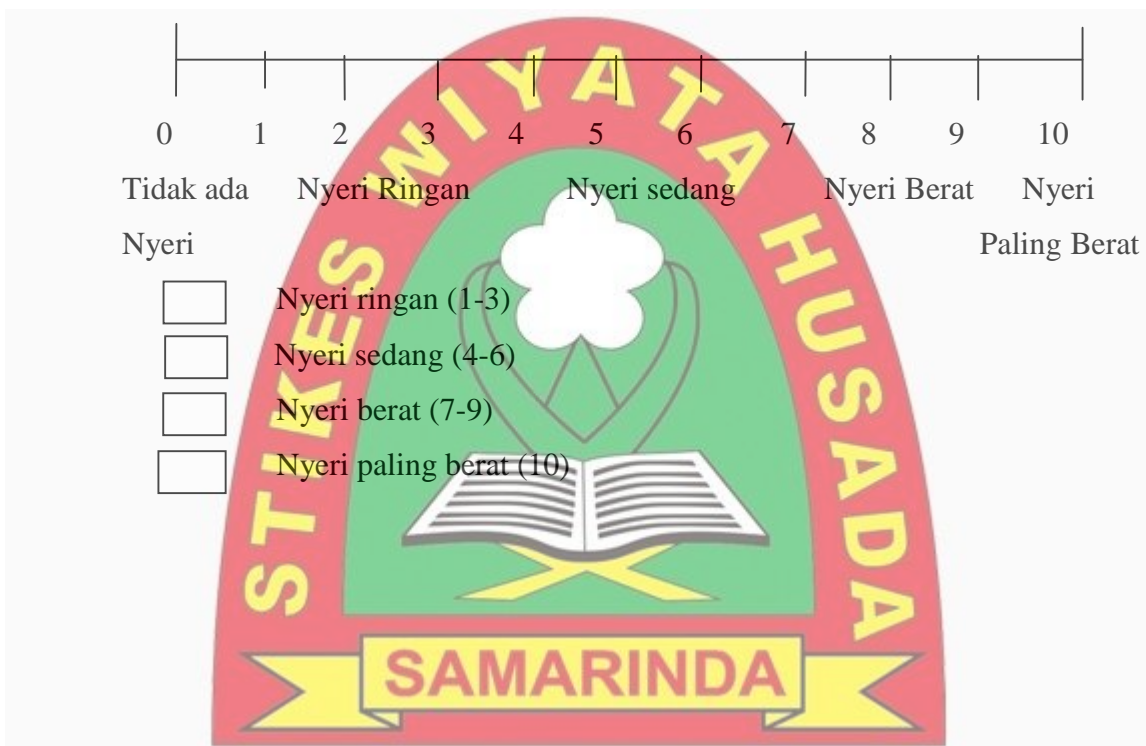 0 1 2 3 4 5 6 7 8 9 10
Tidak ada Nyeri Ringan Nyeri sedang Nyeri Berat Nyeri
Nyeri Paling Berat
Nyeri ringan (1-3)
Nyeri sedang (4-6)
Nyeri berat (7-9)
Nyeri paling berat (10)
STIKES WIYATA HUSADA
SAMARINDA